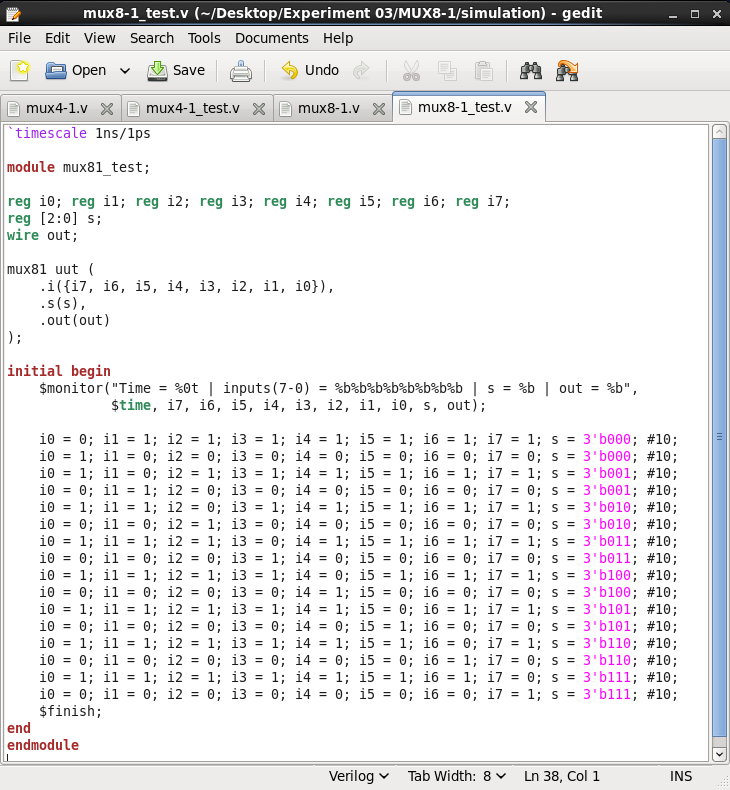 mux8-1_test.v (~/Desktop/Experiment 03/MUX8-1/simulation) - gedit
File Edit View Search Tools Documents Help
Open Save Undo
mux4-1.v mux4-1_test.v mux8-1.v mux8-1_test.v
`timescale 1ns/1ps
module mux81_test;
reg i0; reg i1; reg i2; reg i3; reg i4; reg i5; reg i6; reg i7;
reg [2:0] s;
wire out;
mux81 uut (
    .i({i7, i6, i5, i4, i3, i2, i1, i0}),
    .s(s),
    .out(out)
);
initial begin
    $monitor("Time = %0t | inputs(7-0) = %b%b%b%b%b%b%b%b | s = %b | out = %b",
             $time, i7, i6, i5, i4, i3, i2, i1, i0, s, out);
    i0 = 0; i1 = 1; i2 = 1; i3 = 1; i4 = 1; i5 = 1; i6 = 1; i7 = 1; s = 3'b000; #10;
    i0 = 1; i1 = 0; i2 = 0; i3 = 0; i4 = 0; i5 = 0; i6 = 0; i7 = 0; s = 3'b000; #10;
    i0 = 1; i1 = 0; i2 = 1; i3 = 1; i4 = 1; i5 = 1; i6 = 1; i7 = 1; s = 3'b001; #10;
    i0 = 0; i1 = 1; i2 = 0; i3 = 0; i4 = 0; i5 = 0; i6 = 0; i7 = 0; s = 3'b001; #10;
    i0 = 1; i1 = 1; i2 = 0; i3 = 1; i4 = 1; i5 = 1; i6 = 1; i7 = 1; s = 3'b010; #10;
    i0 = 0; i1 = 0; i2 = 1; i3 = 0; i4 = 0; i5 = 0; i6 = 0; i7 = 0; s = 3'b010; #10;
    i0 = 1; i1 = 1; i2 = 1; i3 = 0; i4 = 1; i5 = 1; i6 = 1; i7 = 1; s = 3'b011; #10;
    i0 = 0; i1 = 0; i2 = 0; i3 = 1; i4 = 0; i5 = 0; i6 = 0; i7 = 0; s = 3'b011; #10;
    i0 = 1; i1 = 1; i2 = 1; i3 = 1; i4 = 0; i5 = 1; i6 = 1; i7 = 1; s = 3'b100; #10;
    i0 = 0; i1 = 0; i2 = 0; i3 = 0; i4 = 1; i5 = 0; i6 = 0; i7 = 0; s = 3'b100; #10;
    i0 = 1; i1 = 1; i2 = 1; i3 = 1; i4 = 1; i5 = 0; i6 = 1; i7 = 1; s = 3'b101; #10;
    i0 = 0; i1 = 0; i2 = 0; i3 = 0; i4 = 0; i5 = 1; i6 = 0; i7 = 0; s = 3'b101; #10;
    i0 = 1; i1 = 1; i2 = 1; i3 = 1; i4 = 1; i5 = 1; i6 = 0; i7 = 1; s = 3'b110; #10;
    i0 = 0; i1 = 0; i2 = 0; i3 = 0; i4 = 0; i5 = 0; i6 = 1; i7 = 0; s = 3'b110; #10;
    i0 = 1; i1 = 1; i2 = 1; i3 = 1; i4 = 1; i5 = 1; i6 = 1; i7 = 0; s = 3'b111; #10;
    i0 = 0; i1 = 0; i2 = 0; i3 = 0; i4 = 0; i5 = 0; i6 = 0; i7 = 1; s = 3'b111; #10;
    $finish;
end
endmodule
Verilog Tab Width: 8 Ln 38, Col 1 INS